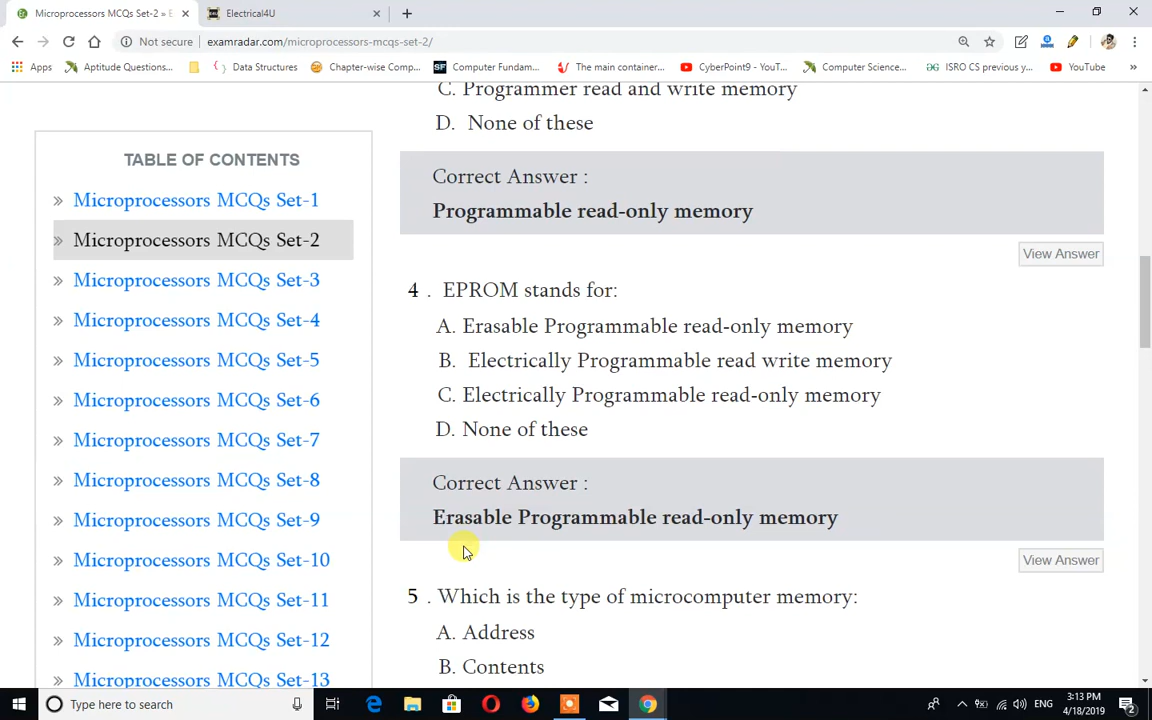 Microprocessors MCQs Set-2 » E
Electrical4U
Not secure
examradar.com/microprocessors-mcqs-set-2/
Apps
Aptitude Questions...
Data Structures
Chapter-wise Comp...
SF Computer Fundam...
The main container...
CyberPoint9 - YouT...
Computer Science...
ISRO CS previous y...
YouTube
»
C. Programmer read and write memory
D. None of these
Correct Answer :
Programmable read-only memory
View Answer
4 . EPROM stands for:
A. Erasable Programmable read-only memory
B. Electrically Programmable read write memory
C. Electrically Programmable read-only memory
D. None of these
Correct Answer :
Erasable Programmable read-only memory
View Answer
5 . Which is the type of microcomputer memory:
A. Address
B. Contents
TABLE OF CONTENTS
» Microprocessors MCQs Set-1
» Microprocessors MCQs Set-2
» Microprocessors MCQs Set-3
» Microprocessors MCQs Set-4
» Microprocessors MCQs Set-5
» Microprocessors MCQs Set-6
» Microprocessors MCQs Set-7
» Microprocessors MCQs Set-8
» Microprocessors MCQs Set-9
» Microprocessors MCQs Set-10
» Microprocessors MCQs Set-11
» Microprocessors MCQs Set-12
» Microprocessors MCQs Set-13
Type here to search
ENG
3:13 PM
4/18/2019
2